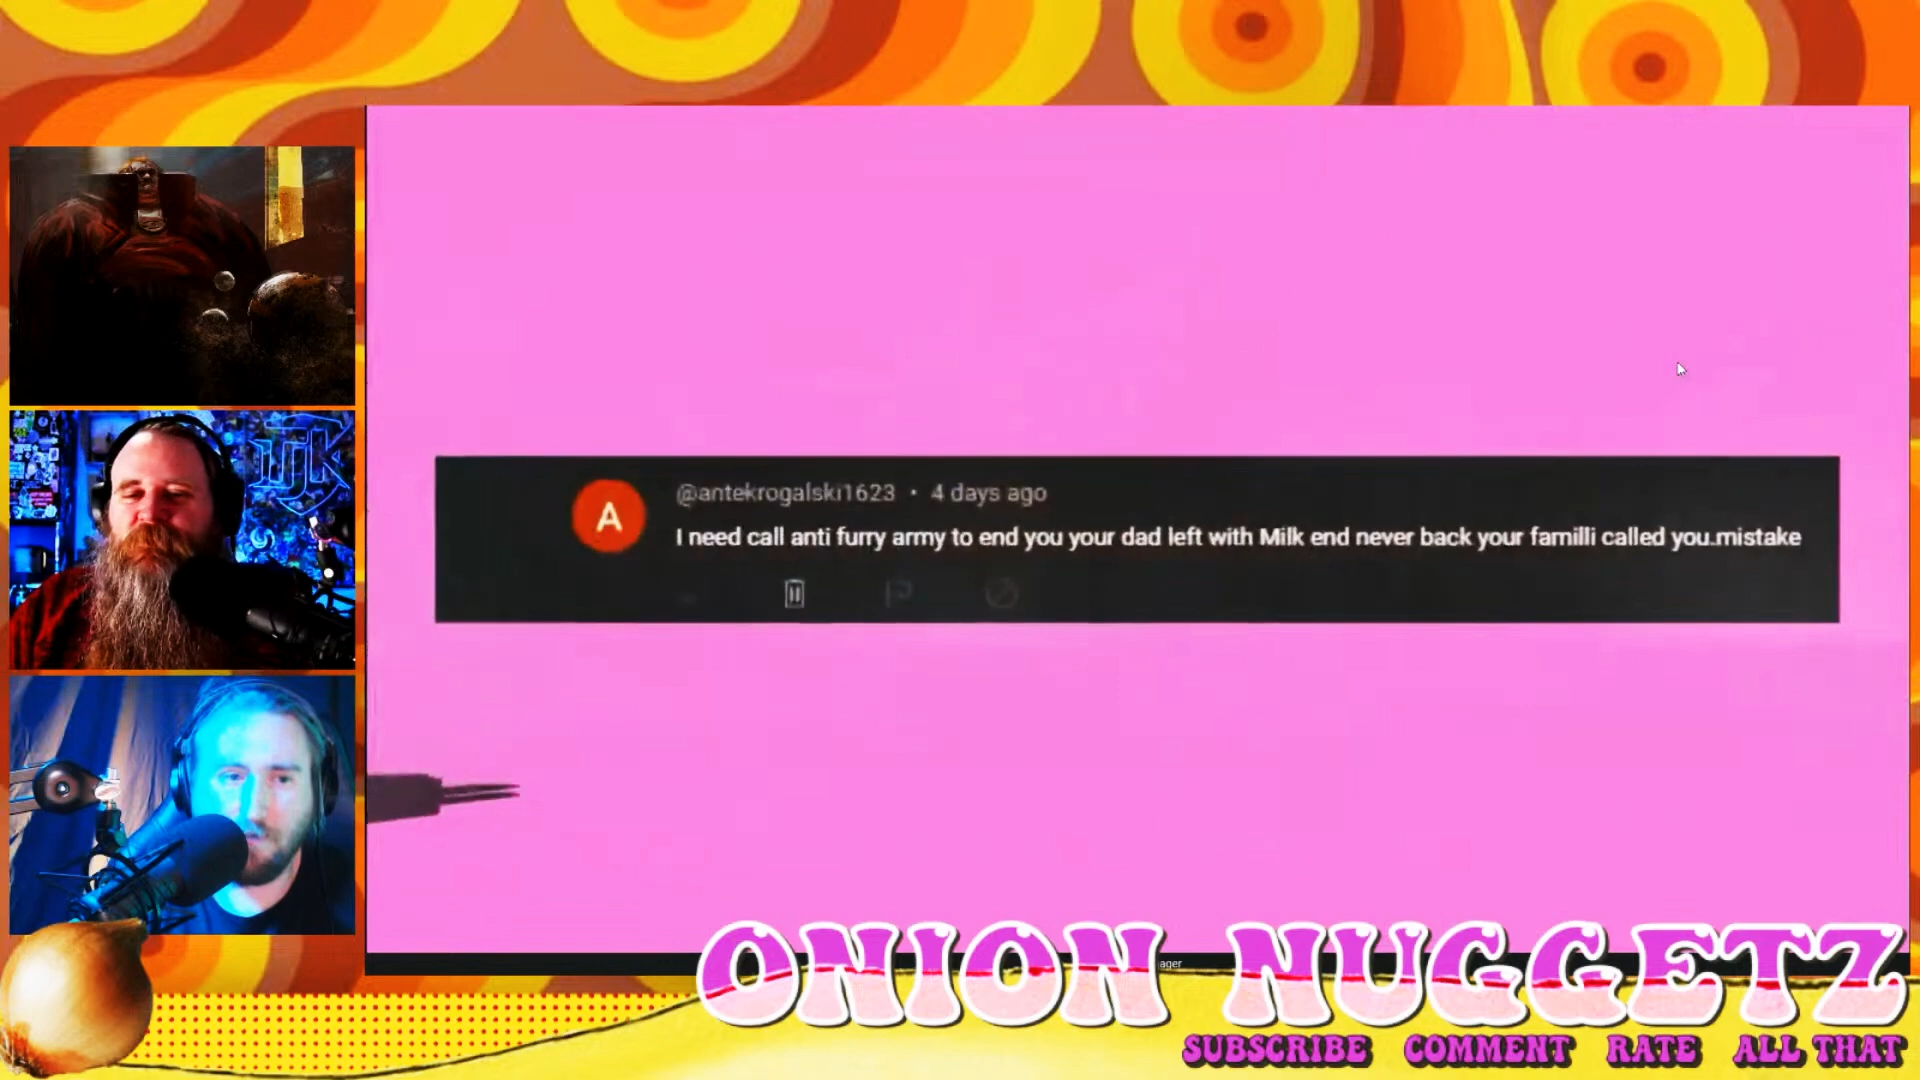 @antekrogalski1623 • 4 days ago
A
I need call anti furry army to end you your dad left with Milk end never back your familli called you.mistake
ager
ONION NUGGETZ
SUBSCRIBE COMMENT RATE ALL THAT